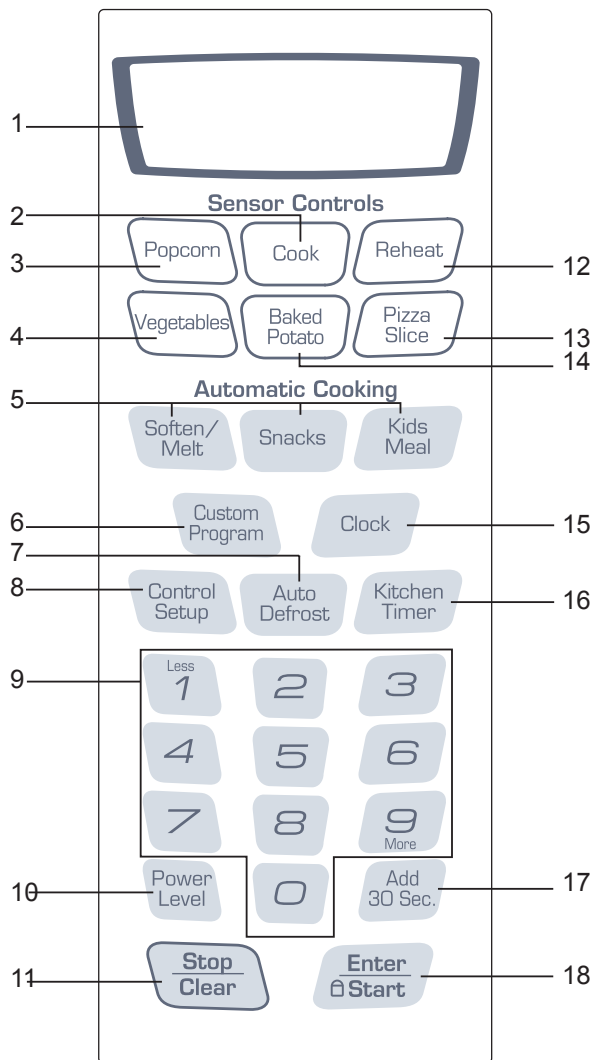 1
Sensor Controls
2
Popcorn
Cook
Reheat
3
12
Vegetables
Baked
Potato
Pizza
Slice
4
13
14
Automatic Cooking
5
Soften/
Melt
Snacks
Kids
Meal
6
Custom
Program
Clock
15
7
8
Control
Setup
Auto
Defrost
Kitchen
Timer
16
9
Less
1
2
3
4
5
6
7
8
9
More
10
Power
Level
0
Add
30 Sec.
17
11
Stop
Clear
Enter
Start
18